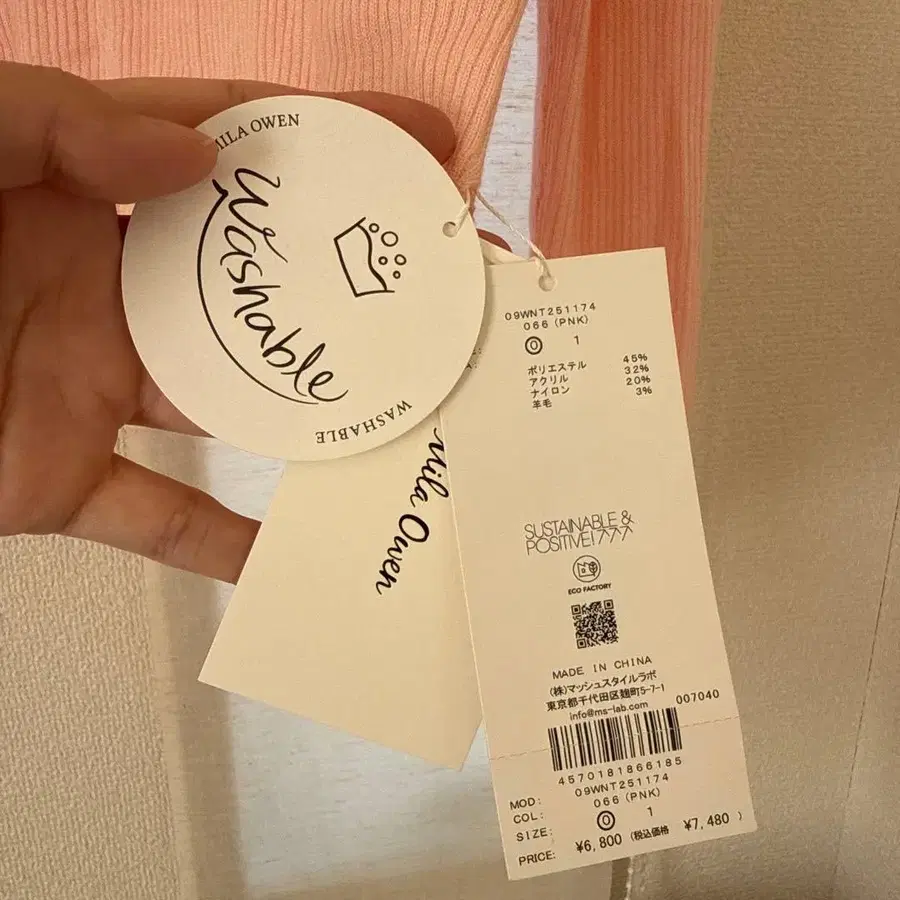 MILA OWEN
Washable
WASHABLE
Mila Owen
09WNT251174
066 (PNK)
⓪ 1
ポリエステル 45%
アクリル 32%
ナイロン 20%
羊毛 3%
SUSTAINABLE &
POSITIVE!
ECO FACTORY
MADE IN CHINA
(株)マッシュスタイルラボ
東京都千代田区麹町5-7-1
info@ms-lab.com 007040
4570181866185
MOD: 09WNT251174
COL: 066 (PNK)
SIZE: ⓪ 1
PRICE: ¥6,800 (税込価格 ¥7,480 )